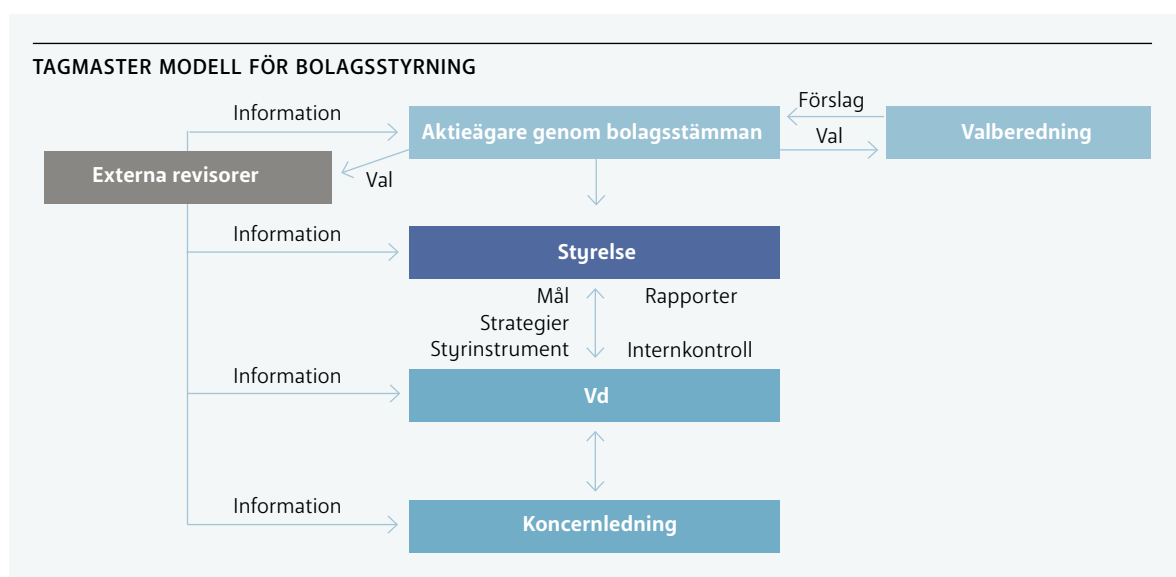 TAGMASTER MODELL FÖR BOLAGSSTYRNING
Information
Aktieägare genom bolagsstämman
Förslag
Val
Valberedning
Externa revisorer
Val
Information
Styrelse
Mål
Strategier
Styrinstrument
Rapporter
Internkontroll
Information
Vd
Information
Koncernledning